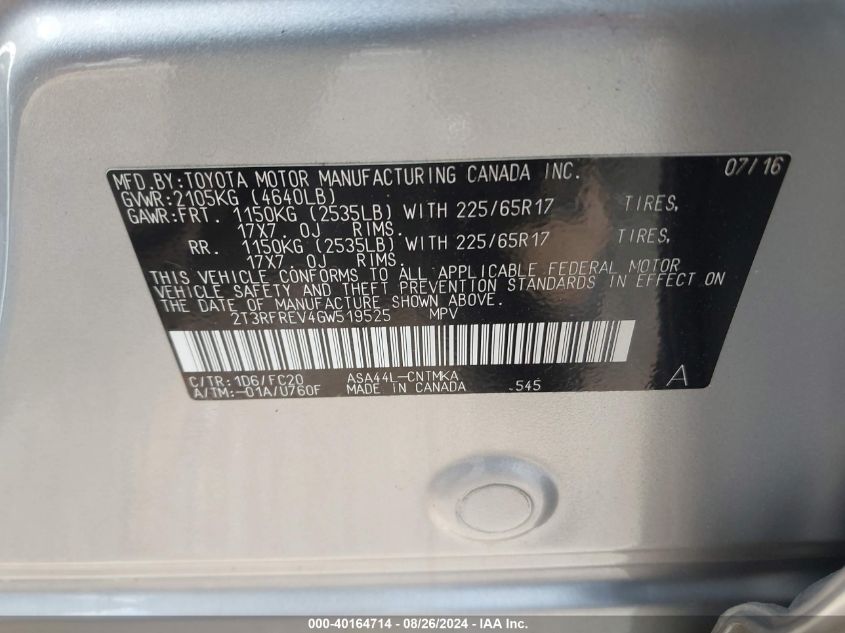 MFD.BY:TOYOTA MOTOR MANUFACTURING CANADA INC. 07/16
GVWR:2105KG (4640LB)
GAWR:FRT. 1150KG (2535LB) WITH 225/65R17 TIRES,
17X7.0J RIMS.
RR. 1150KG (2535LB) WITH 225/65R17 TIRES,
17X7.0J RIMS.
THIS VEHICLE CONFORMS TO ALL APPLICABLE FEDERAL MOTOR
VEHICLE SAFETY AND THEFT PREVENTION STANDARDS IN EFFECT ON
THE DATE OF MANUFACTURE SHOWN ABOVE.
2T3RFREV4GW519525 MPV
C/TR:1D6/FC20 ASA44L-CNTMKA
A/TM:-01A/U760F MADE IN CANADA .545 A
000-40164714 - 08/26/2024 - IAA Inc.